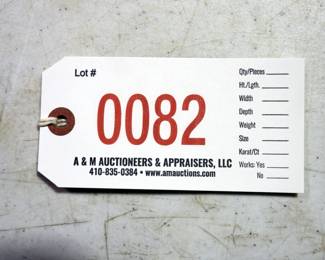 Lot #
0082
A & M AUCTIONEERS & APPRAISERS, LLC
410-835-0384 • www.amauctions.com
Qty/Pieces
Ht./Lgth.
Width
Depth
Weight
Size
Karat/Ct
Works: Yes
No